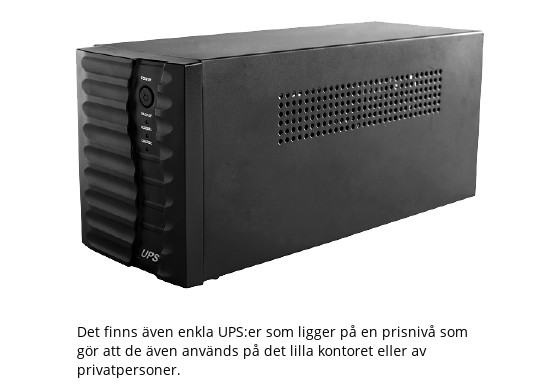 UPS
Det finns även enkla UPS:er som ligger på en prisnivå som
gör att de även används på det lilla kontoret eller av
privatpersoner.